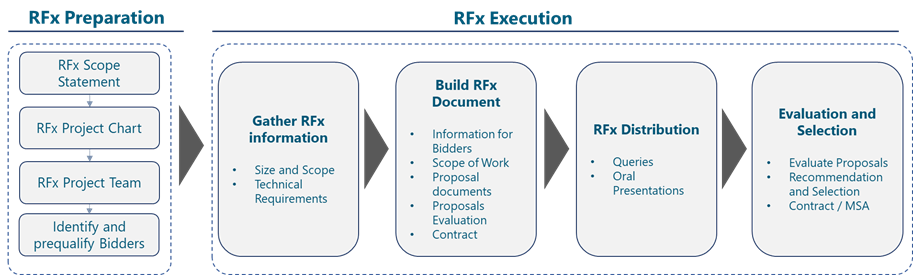 RFx Preparation
RFx Scope
Statement
RFx Project Chart
RFx Project Team
Identify and
prequalify Bidders
RFx Execution
Gather RFx
information
• Size and Scope
• Technical
Requirements
Build RFx
Document
• Information for
Bidders
• Scope of Work
• Proposal
documents
• Proposals
Evaluation
• Contract
RFx Distribution
• Queries
• Oral
Presentations
Evaluation and
Selection
• Evaluate Proposals
• Recommendation
and Selection
• Contract / MSA